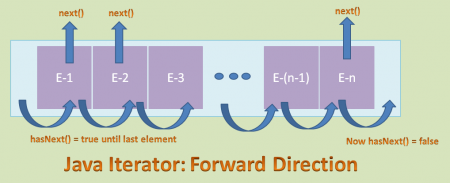 next() next() next()
E-1 E-2 E-3 E-(n-1) E-n
hasNext() = true until last element Now hasNext() = false
Java Iterator: Forward Direction